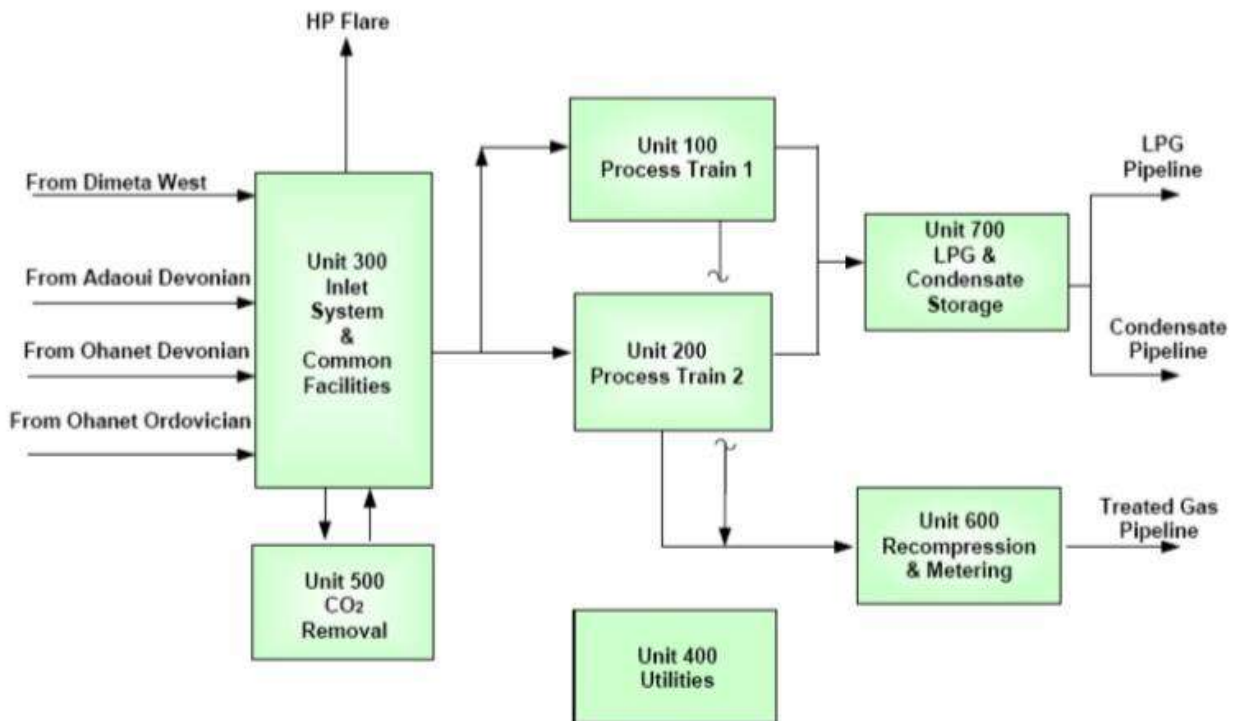 HP Flare
From Dimeta West
From Adaoui Devonian
From Ohanet Devonian
From Ohanet Ordovician
Unit 300
Inlet
System
&
Common
Facilities
Unit 500
CO2
Removal
Unit 100
Process Train 1
Unit 200
Process Train 2
Unit 700
LPG &
Condensate
Storage
LPG
Pipeline
Condensate
Pipeline
Unit 600
Recompression
& Metering
Treated Gas
Pipeline
Unit 400
Utilities